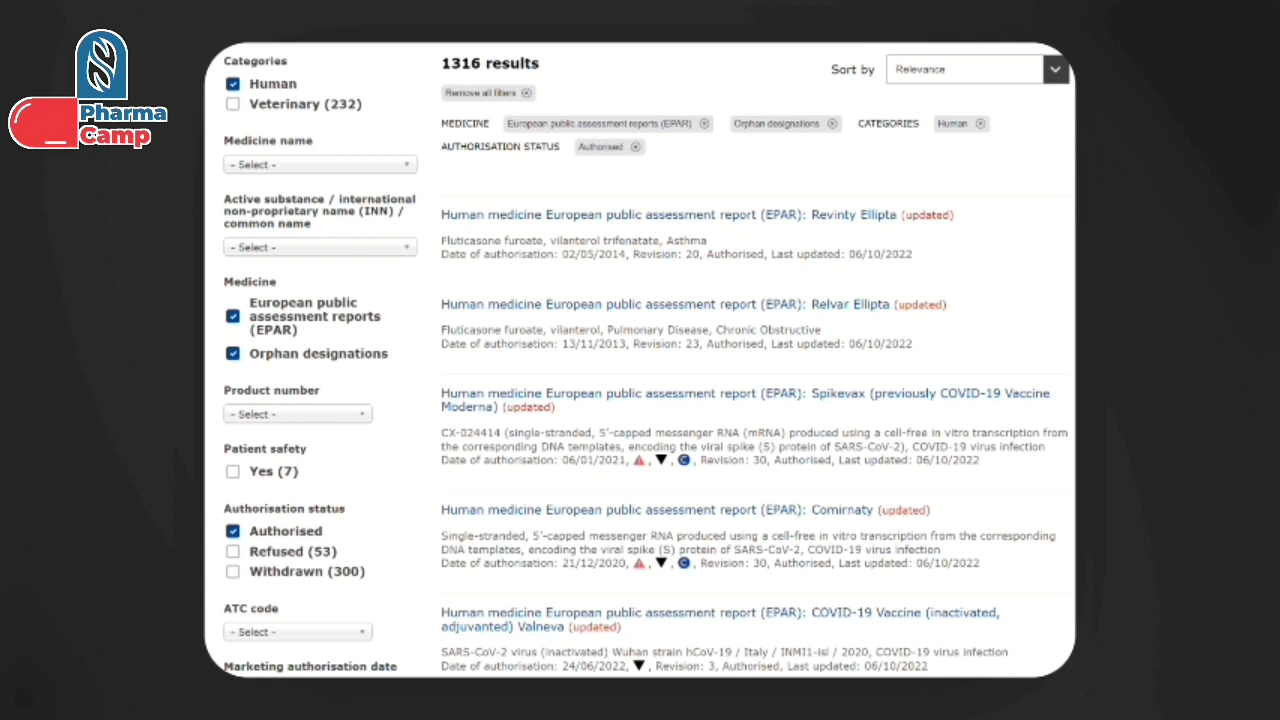 Pharma
Camp
Categories
Human
Veterinary (232)
Medicine name
- Select -
Active substance / international
non-proprietary name (INN) /
common name
- Select -
Medicine
European public
assessment reports
(EPAR)
Orphan designations
Product number
- Select -
Patient safety
Yes (7)
Authorisation status
Authorised
Refused (53)
Withdrawn (300)
ATC code
- Select -
Marketing authorisation date
1316 results
Sort by Relevance
Remove all filters
MEDICINE European public assessment reports (EPAR) Orphan designations CATEGORIES Human
AUTHORISATION STATUS Authorised
Human medicine European public assessment report (EPAR): Revinty Ellipta (updated)
Fluticasone furoate, vilanterol trifenatate, Asthma
Date of authorisation: 02/05/2014, Revision: 20, Authorised, Last updated: 06/10/2022
Human medicine European public assessment report (EPAR): Relvar Ellipta (updated)
Fluticasone furoate, vilanterol, Pulmonary Disease, Chronic Obstructive
Date of authorisation: 13/11/2013, Revision: 23, Authorised, Last updated: 06/10/2022
Human medicine European public assessment report (EPAR): Spikevax (previously COVID-19 Vaccine
Moderna) (updated)
CX-024414 (single-stranded, 5'-capped messenger RNA (mRNA) produced using a cell-free in vitro transcription from
the corresponding DNA templates, encoding the viral spike (S) protein of SARS-CoV-2), COVID-19 virus infection
Date of authorisation: 06/01/2021, , , C , Revision: 30, Authorised, Last updated: 06/10/2022
Human medicine European public assessment report (EPAR): Comirnaty (updated)
Single-stranded, 5'-capped messenger RNA produced using a cell-free in vitro transcription from the corresponding
DNA templates, encoding the viral spike (S) protein of SARS-CoV-2, COVID-19 virus infection
Date of authorisation: 21/12/2020, , , C , Revision: 30, Authorised, Last updated: 06/10/2022
Human medicine European public assessment report (EPAR): COVID-19 Vaccine (inactivated,
adjuvanted) Valneva (updated)
SARS-CoV-2 virus (inactivated) Wuhan strain hCoV-19 / Italy / INMI1-isl / 2020, COVID-19 virus infection
Date of authorisation: 24/06/2022, , Revision: 3, Authorised, Last updated: 06/10/2022